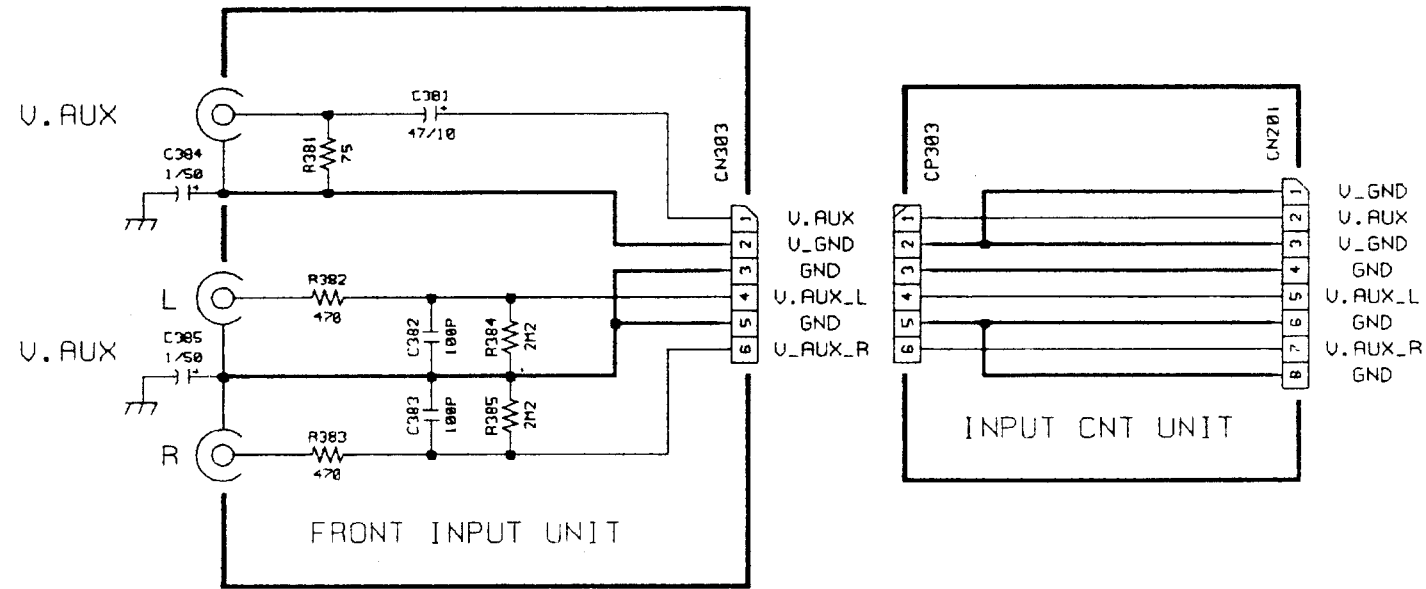 V.AUX
C384
1/50
R381
75
C381
47/10
CN303
L
R382
470
V.AUX
C385
1/50
C382
100P
R384
2M2
C383
100P
R385
2M2
R
R383
470
FRONT INPUT UNIT
1
2
3
4
5
6
V.AUX
V_GND
GND
V.AUX_L
GND
V_AUX_R
CP303
1
2
3
4
5
6
CN201
1
2
3
4
5
6
7
8
V_GND
V.AUX
V_GND
GND
V.AUX_L
GND
V.AUX_R
GND
INPUT CNT UNIT